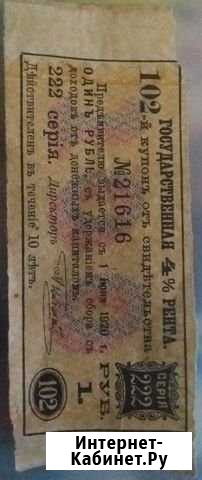 ГОСУДАРСТВЕННАЯ 4% РЕНТА.
102-й купонъ отъ свидѣтельства
№21616
СЕРІЯ
222
Предъявителю выдается съ 1 Іюня 1920 г.
ОДИНЪ РУБЛЬ, съ удержаніемъ сбора съ
доходовъ отъ денежныхъ капиталовъ.
РУБ. 1.
222 серія.
Директоръ
Дѣйствителенъ въ теченіе 10 лѣтъ.
102
Интернет-
Кабинет.Ру